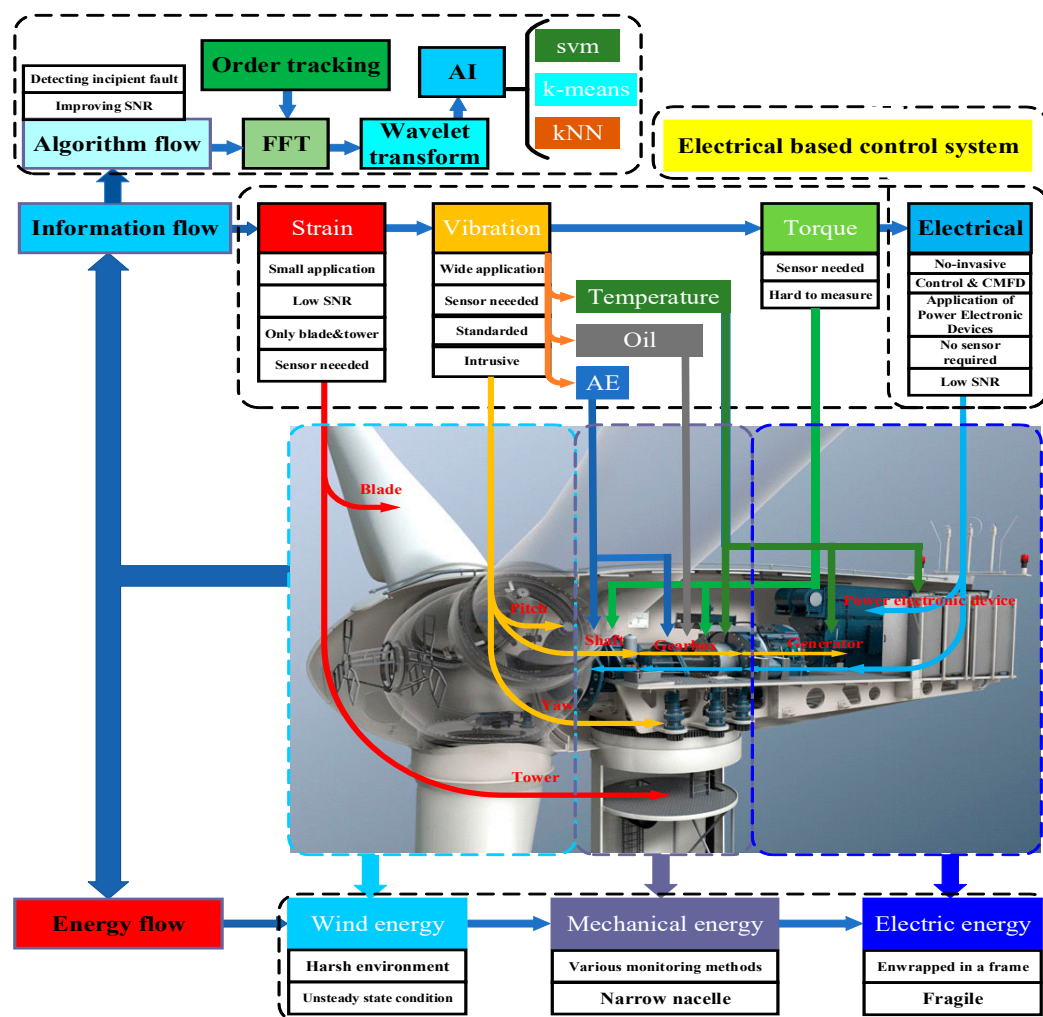 Detecting incipient fault
Improving SNR
Algorithm flow
Order tracking
FFT
Wavelet
transform
AI
svm
k-means
kNN
Electrical based control system
Information flow
Strain
Small application
Low SNR
Only blade&tower
Sensor neeeded
Vibration
Wide application
Sensor neeeded
Standarded
Intrusive
Temperature
Oil
AE
Torque
Sensor needed
Hard to measure
Electrical
No-invasive
Control & CMFD
Application of
Power Electronic
Devices
No sensor
required
Low SNR
Blade
Pitch
Shaft
Gearbux
Generator
Power electronic device
Yaw
Tower
Energy flow
Wind energy
Harsh environment
Unsteady state condition
Mechanical energy
Various monitoring methods
Narrow nacelle
Electric energy
Enwrapped in a frame
Fragile